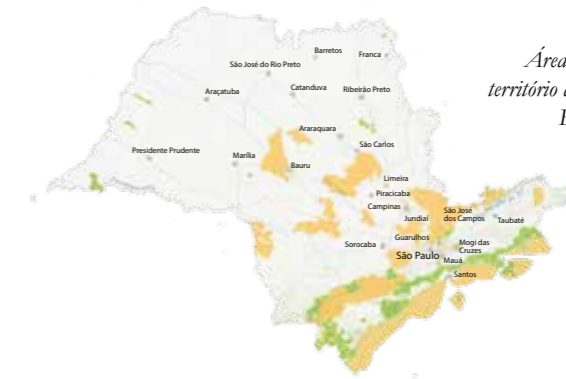 Barretos
Franca
São José do Rio Preto
Araçatuba
Catanduva
Ribeirão Preto
Araraquara
São Carlos
Presidente Prudente
Marília
Bauru
Limeira
Piracicaba
Campinas
Jundiaí
São José
dos Campos
Taubaté
Guarulhos
Sorocaba
Mogi das
Cruzes
São Paulo
Mauá
Santos
Área
território